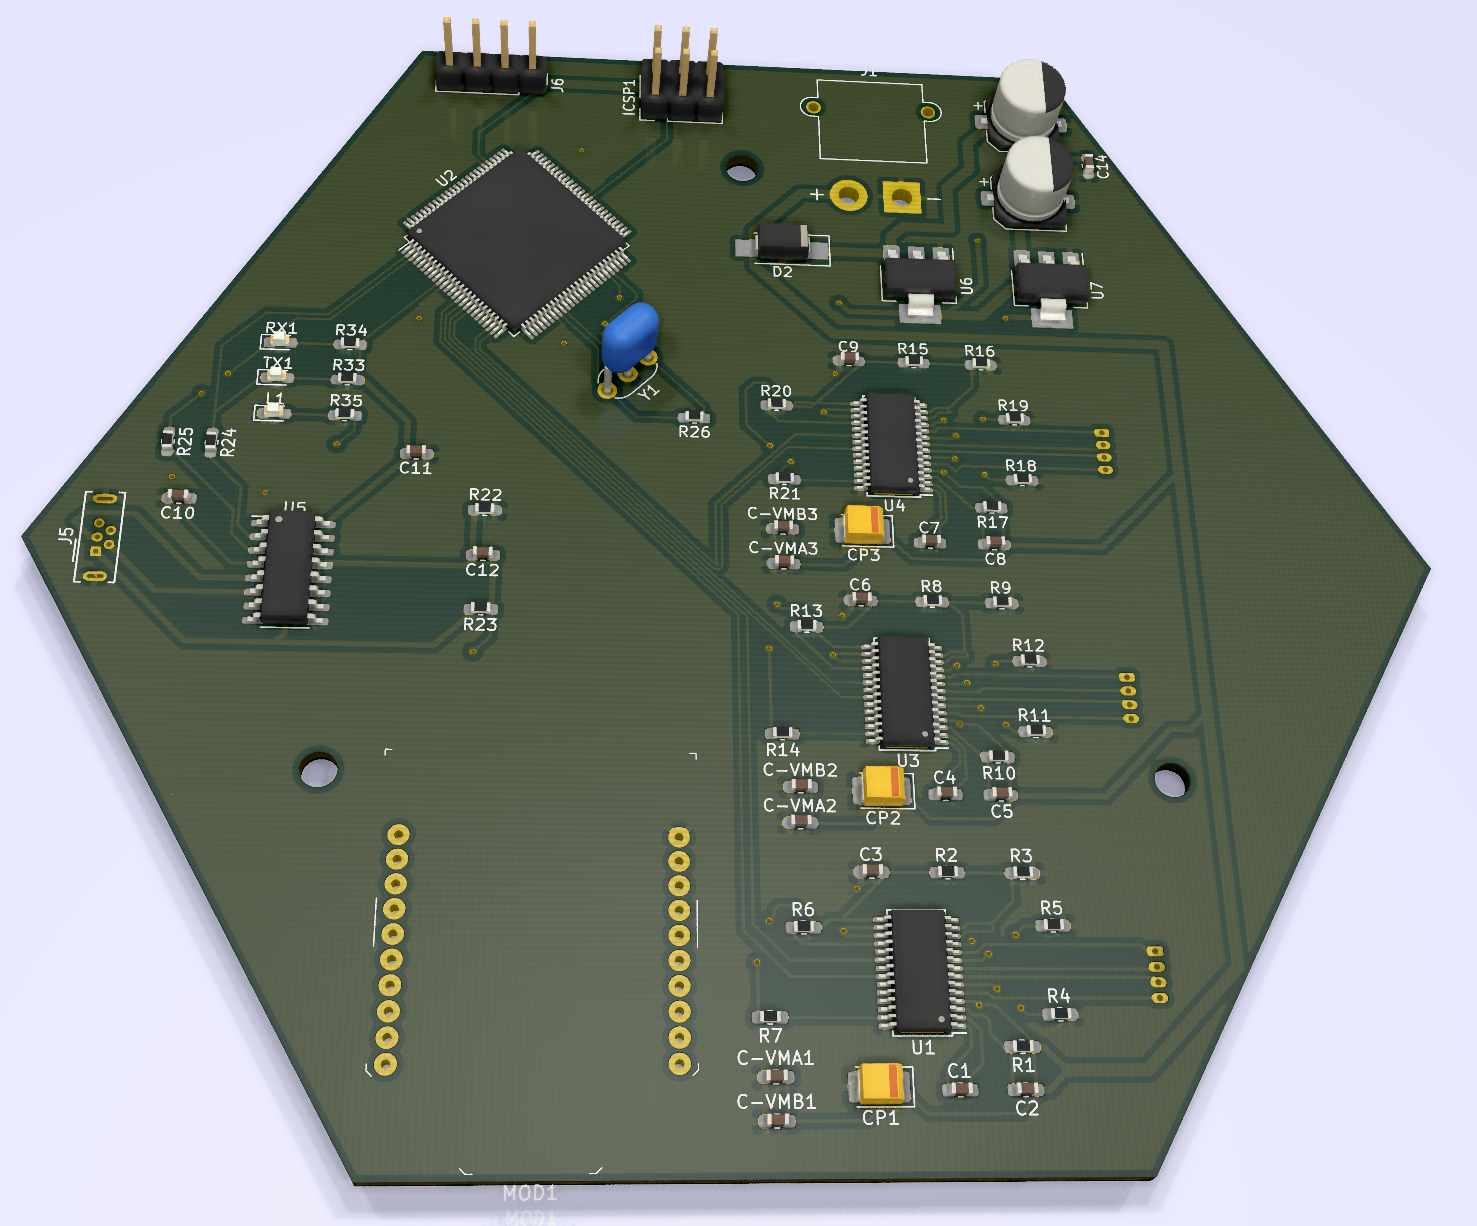 J6
ICSP1
J1
U2
+
C14
+
+
−
D2
U6
U7
RX1
R34
TX1
R33
L1
R35
Y1
C9
R15
R16
R20
R19
R26
R25
R24
C11
C10
R22
R21
R18
U4
J5
U5
C-VMB3
R17
C-VMA3
CP3
C7
C8
C12
R23
C6
R8
R9
R13
R12
R14
R11
U3
R10
C-VMB2
C4
C5
C-VMA2
CP2
C3
R2
R3
R6
R5
R4
R7
U1
R1
C-VMA1
C1
C2
C-VMB1
CP1
MOD1